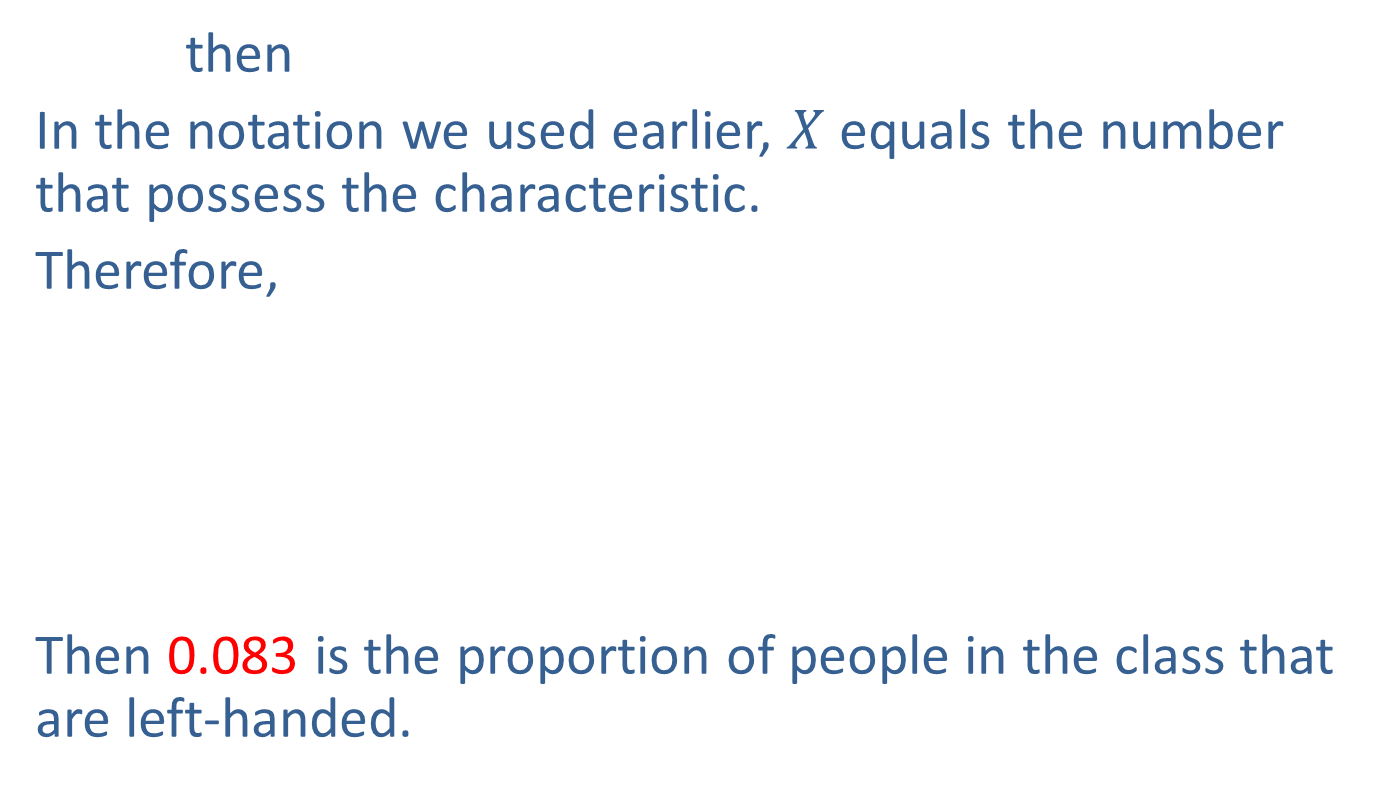 then
In the notation we used earlier, X equals the number
that possess the characteristic.
Therefore,
Then 0.083 is the proportion of people in the class that
are left-handed.